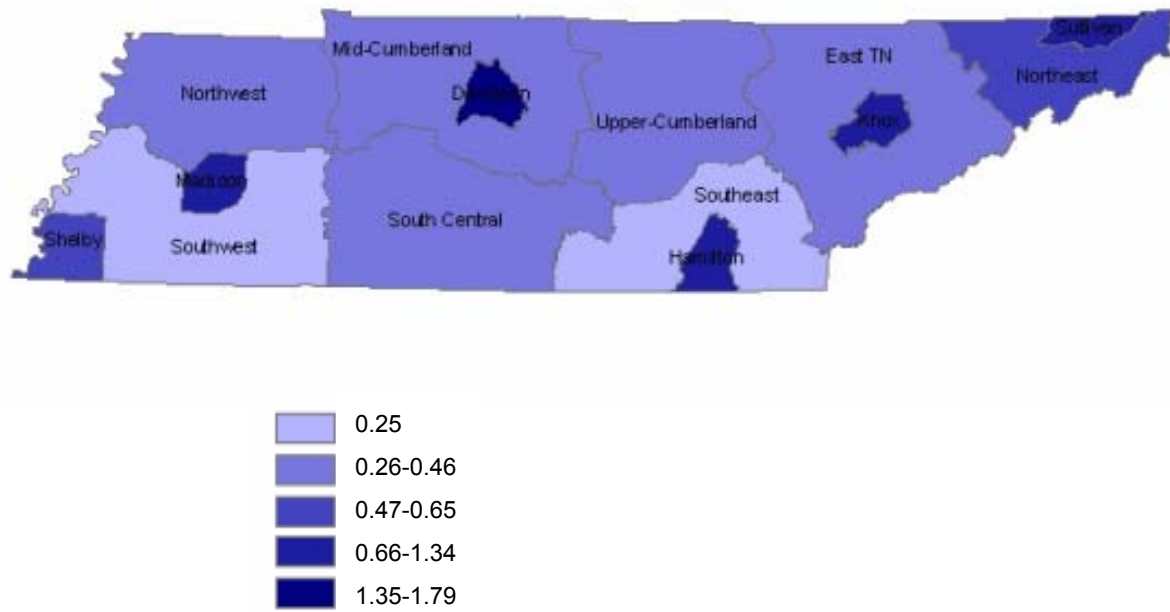 Mid-Cumberland
Sullivan
East TN
Northeast
Northwest
Davidson
Knox
Upper-Cumberland
Madison
Southeast
South Central
Shelby
Southwest
Hamilton
0.25
0.26-0.46
0.47-0.65
0.66-1.34
1.35-1.79